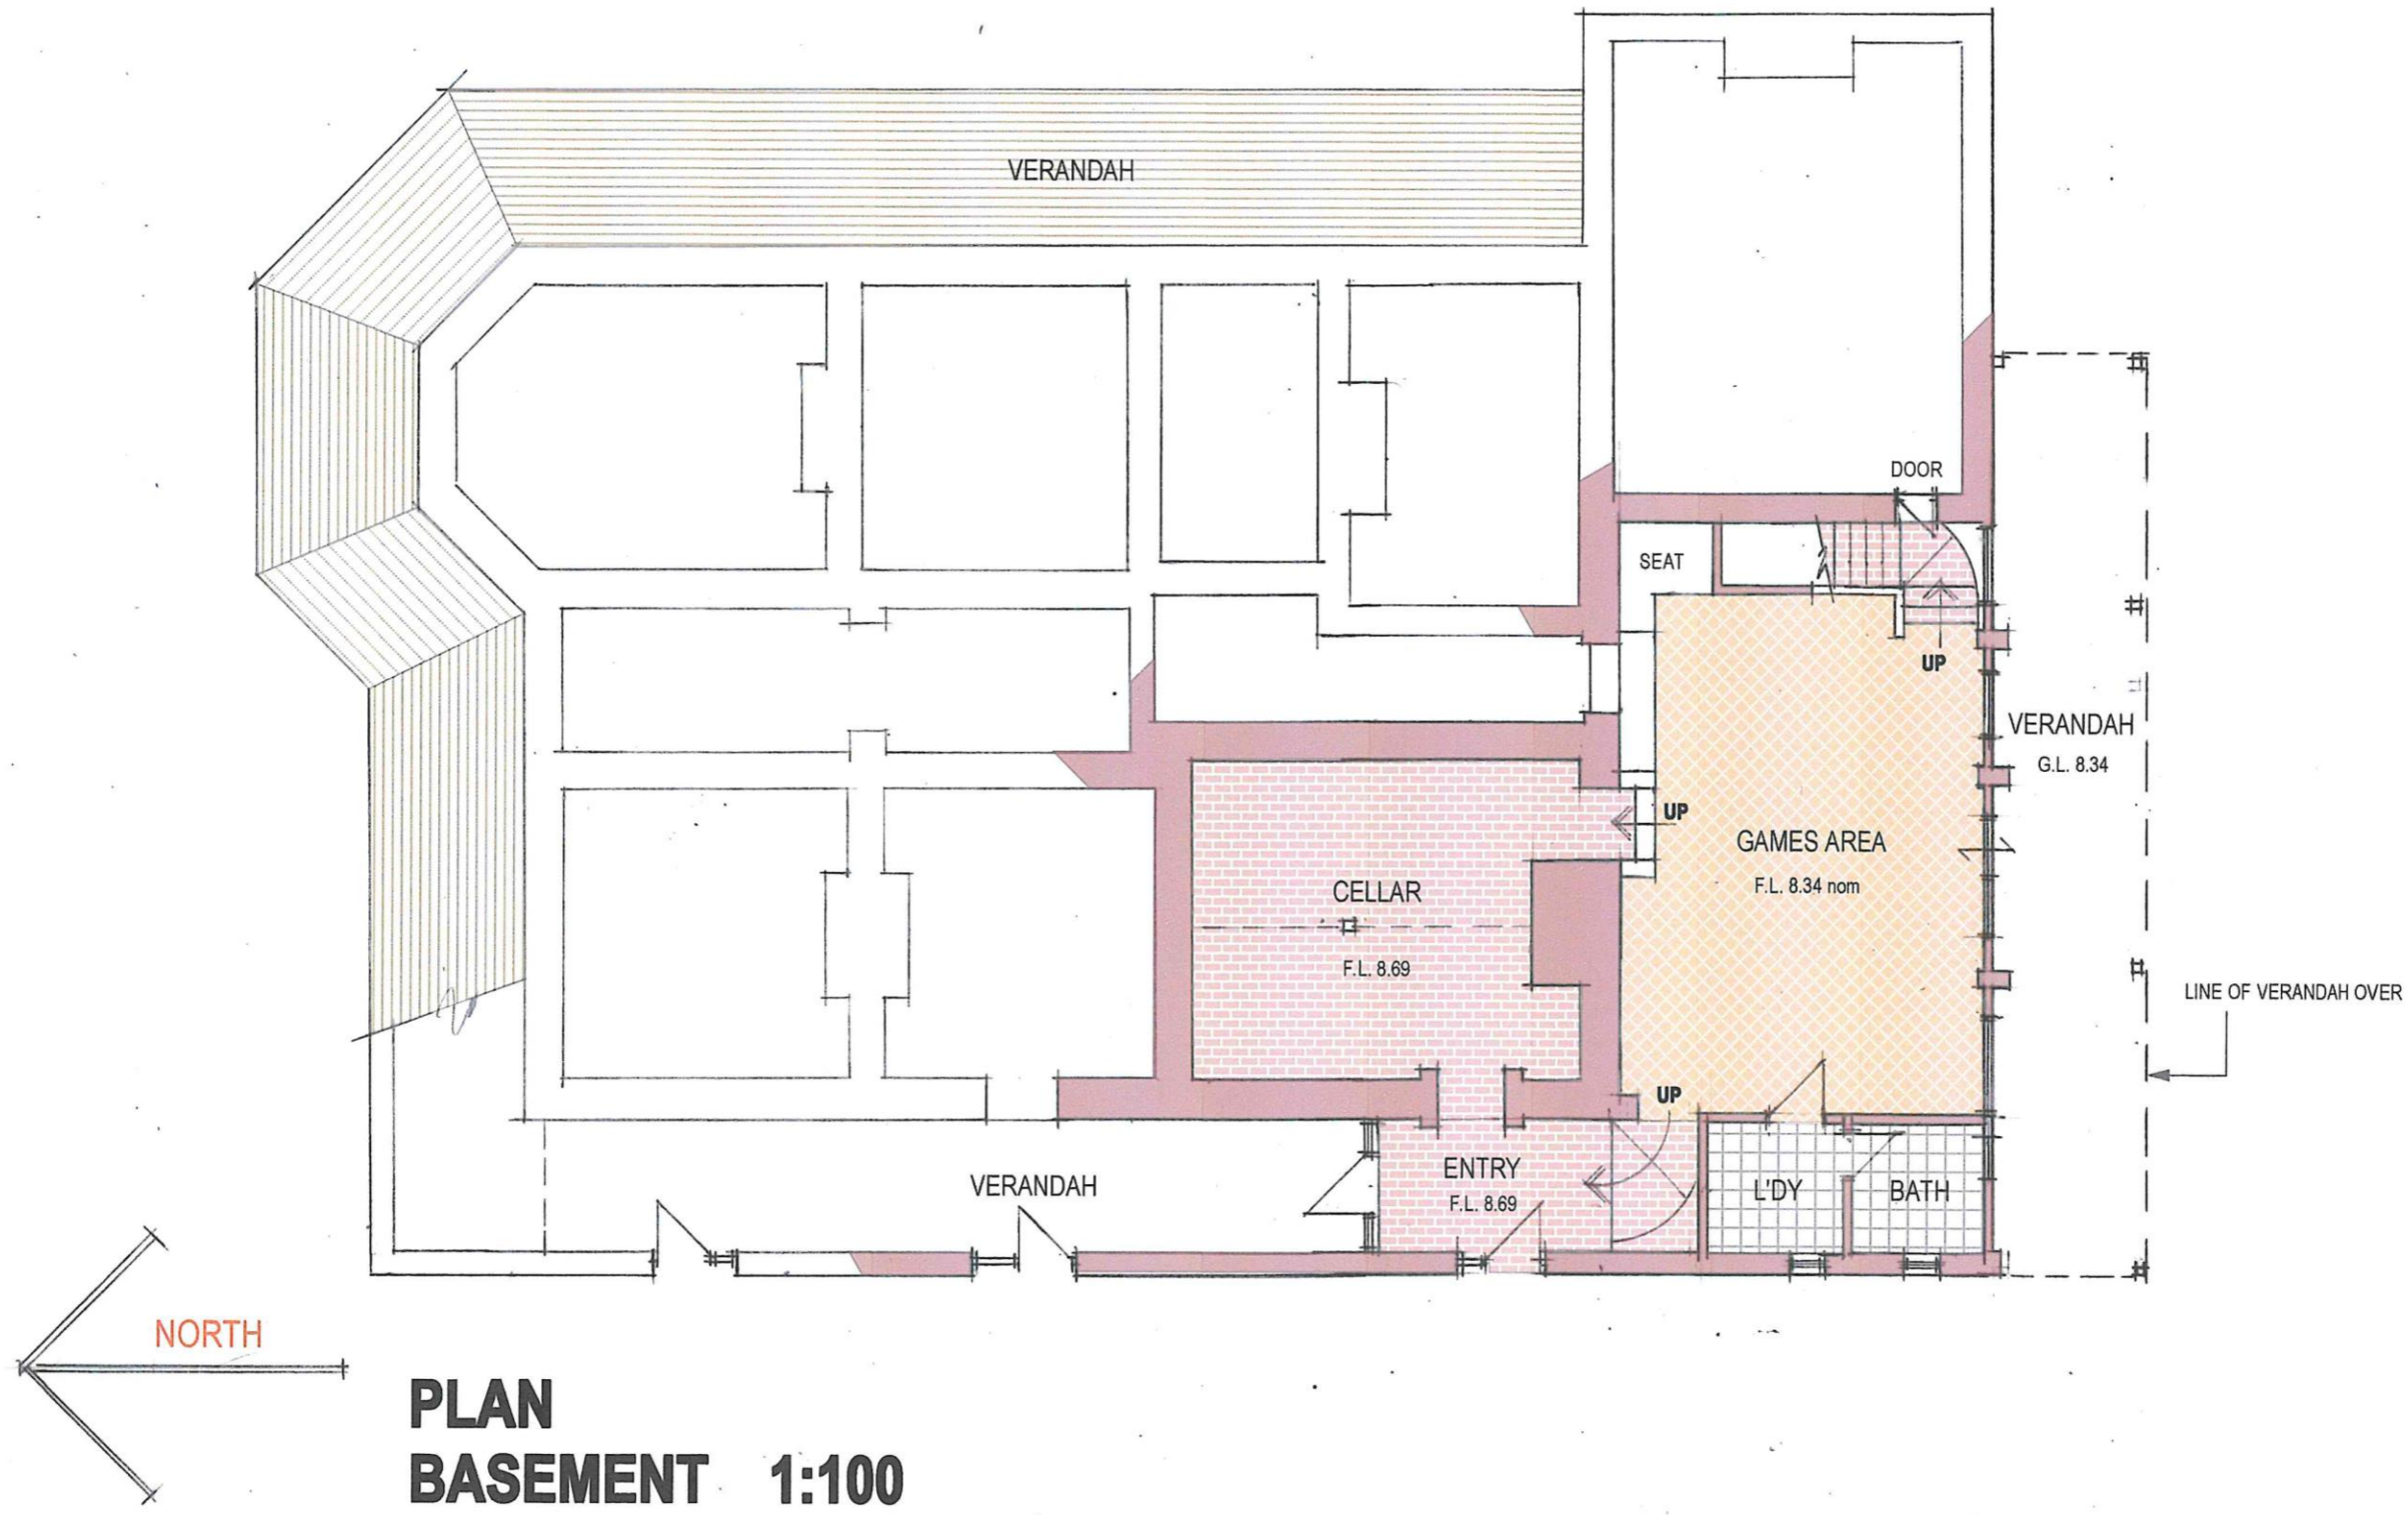 VERANDAH
DOOR
SEAT
UP
VERANDAH
G.L. 8.34
UP
GAMES AREA
F.L. 8.34 nom
CELLAR
F.L. 8.69
LINE OF VERANDAH OVER
UP
ENTRY
F.L. 8.69
VERANDAH
L'DY
BATH
NORTH
PLAN
BASEMENT 1:100